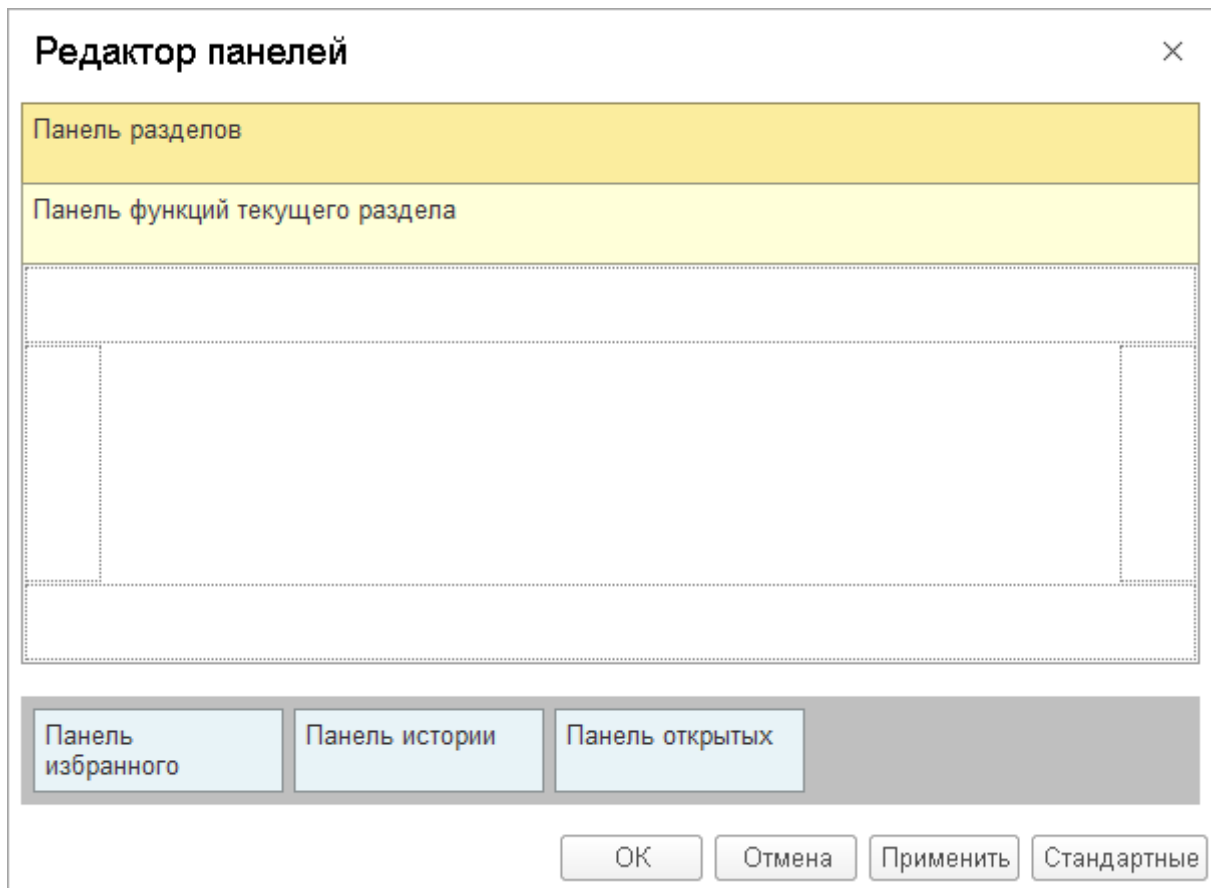 Редактор панелей
Панель разделов
Панель функций текущего раздела
Панель
избранного
Панель истории
Панель открытых
ОК
Отмена
Применить
Стандартные